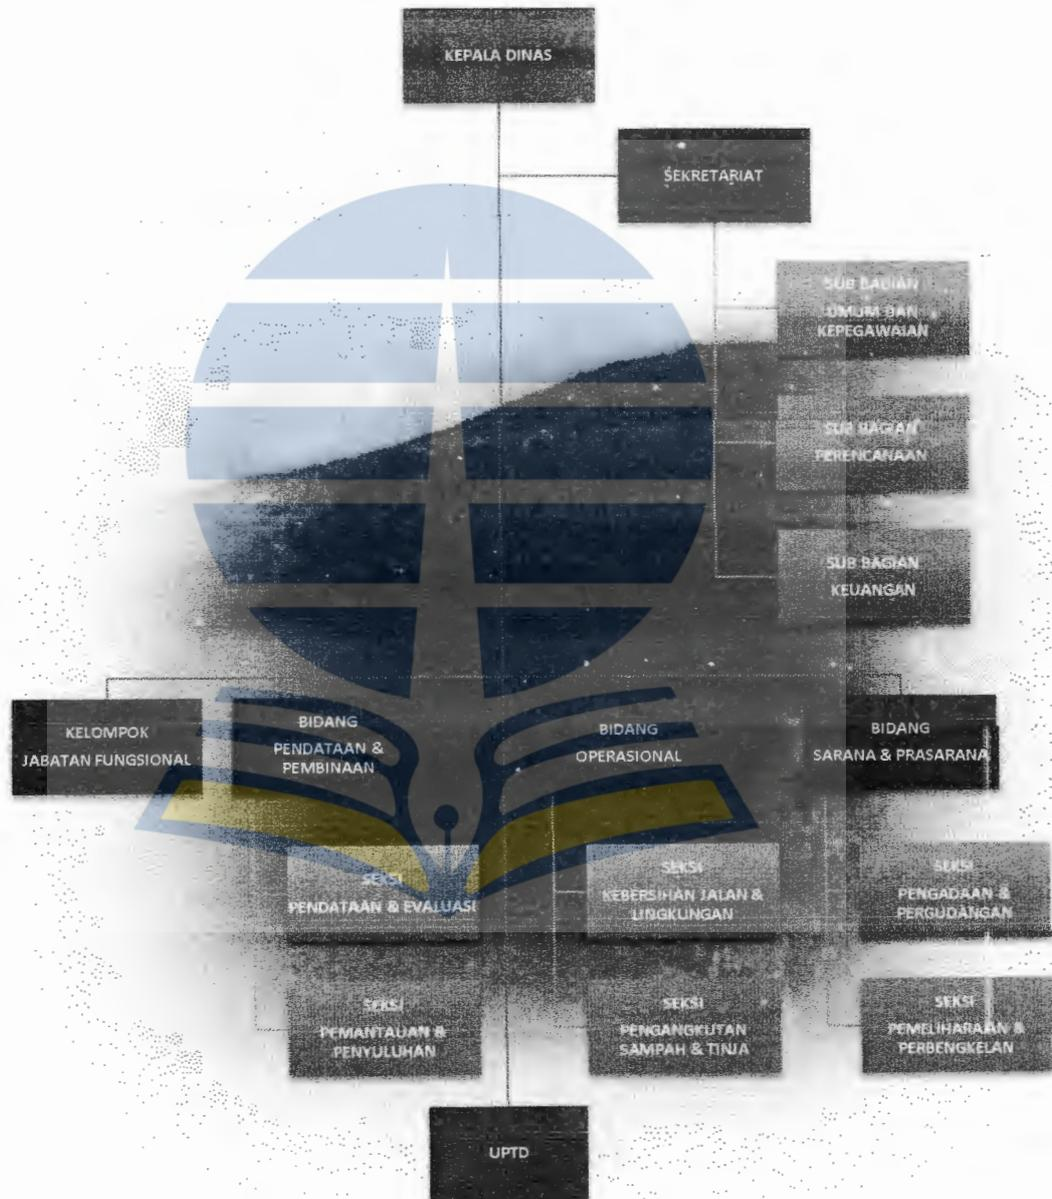 KEPALA DINAS
SEKRETARIAT
SUB BAGIAN
UMUM DAN
KEPEGAWAIAN
SUB BAGIAN
PERENCANAAN
SUB BAGIAN
KEUANGAN
KELOMPOK
JABATAN FUNGSIONAL
BIDANG
PENDATAAN &
PEMBINAAN
BIDANG
OPERASIONAL
BIDANG
SARANA & PRASARANA
SEKSI
PENDATAAN & EVALUASI
SEKSI
KEBERSIHAN JALAN &
LINGKUNGAN
SEKSI
PENGADAAN &
PERGUDANGAN
SEKSI
PEMANTAUAN &
PENYULUHAN
SEKSI
PENGANGKUTAN
SAMPAH & TINJA
SEKSI
PEMELIHARAAN &
PERBENGKELAN
UPTD